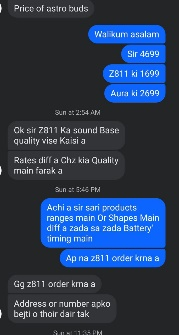 Price of astro buds
Walikum asalam
Sir 4699
Z811 ki 1699
Aura ki 2699
Sun at 2:54 AM
Ok sir Z811 Ka sound Base
quality vise Kaisi a
Rates diff a Chz kia Quality
main farak a
Sun at 5:46 PM
Achi a sir sari products
ranges main Or Shapes Main
diff a zada sa zada Battery'
timing main
Ap na z811 order krna a
Gg z811 order krna a
Address or number apko
bejti o thoir dair tak
Sun at 11:35 PM